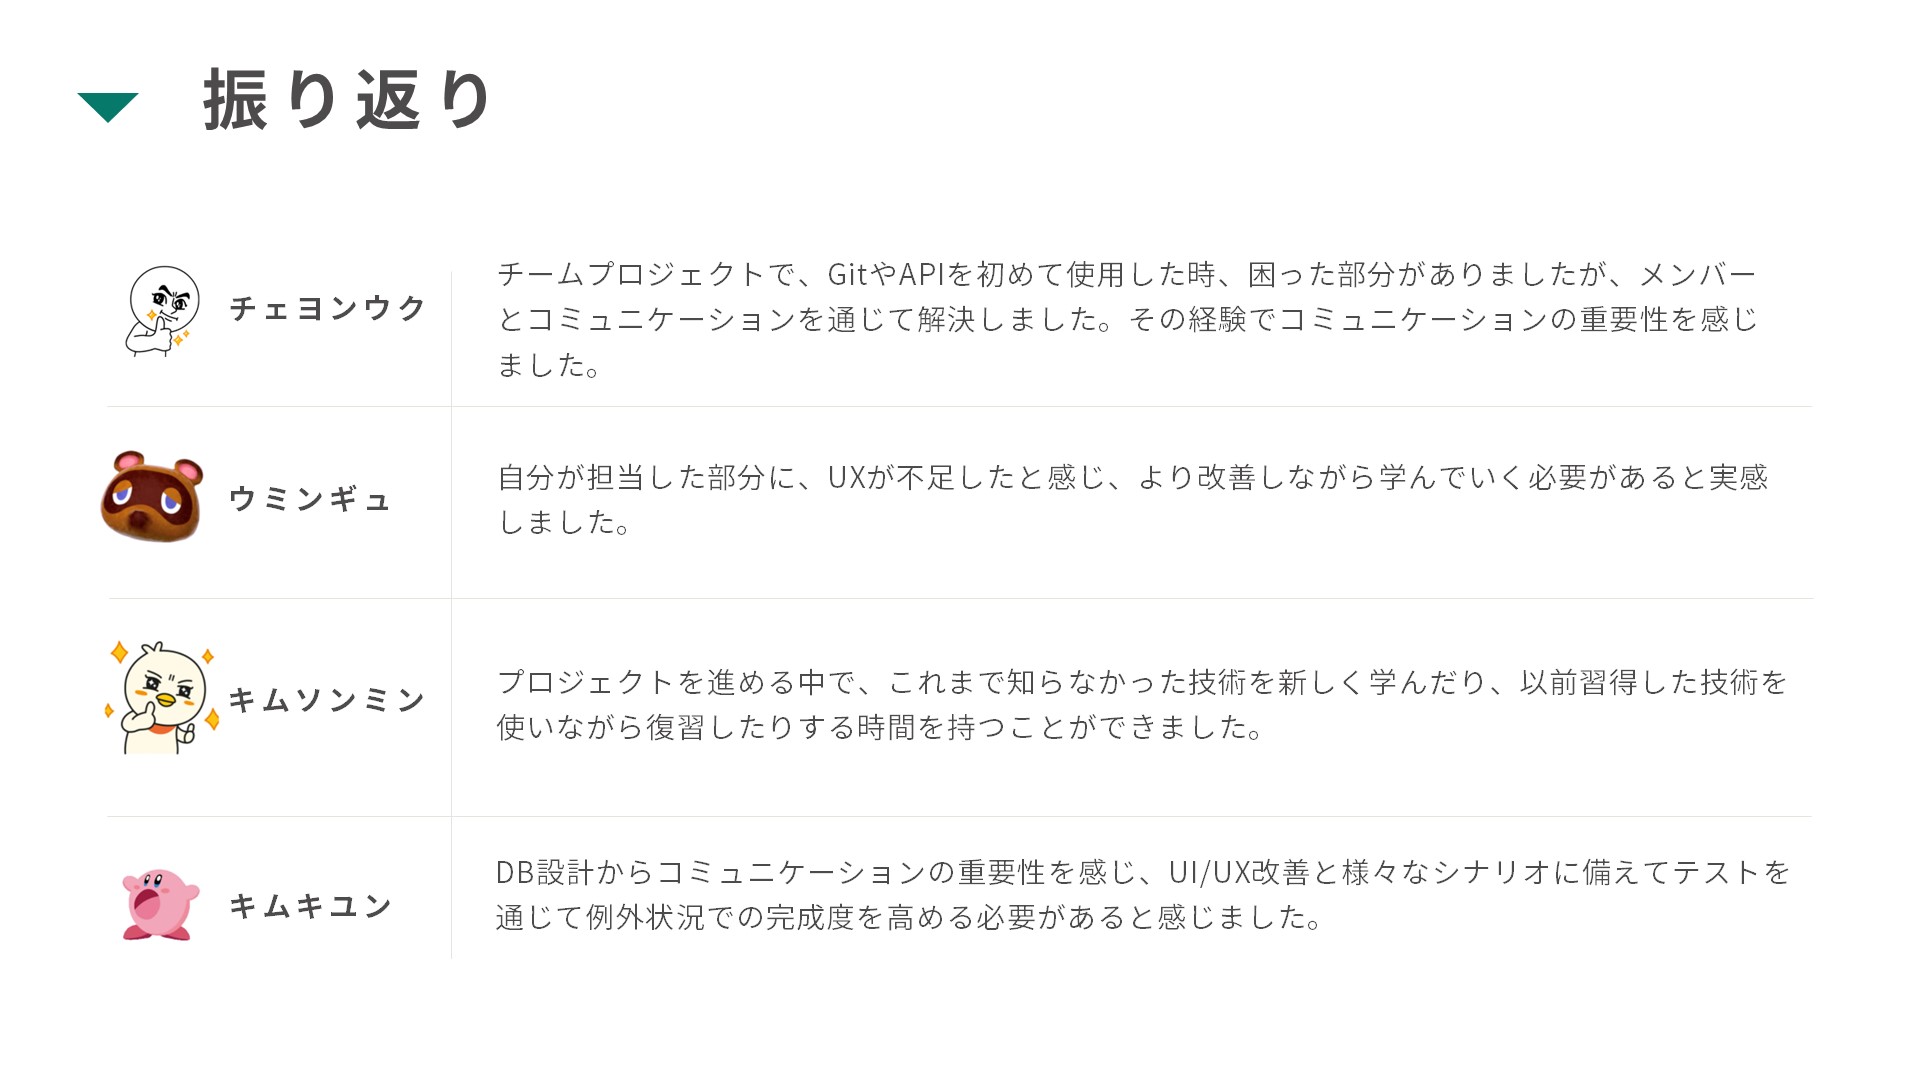 振り返り
チェヨンウク
チームプロジェクトで、GitやAPIを初めて使用した時、困った部分がありましたが、メンバー
とコミュニケーションを通じて解決しました。その経験でコミュニケーションの重要性を感じ
ました。
ウミンギュ
自分が担当した部分に、UXが不足したと感じ、より改善しながら学んでいく必要があると実感
しました。
キムソンミン
プロジェクトを進める中で、これまで知らなかった技術を新しく学んだり、以前習得した技術を
使いながら復習したりする時間を持つことができました。
キムキユン
DB設計からコミュニケーションの重要性を感じ、UI/UX改善と様々なシナリオに備えてテストを
通じて例外状況での完成度を高める必要があると感じました。